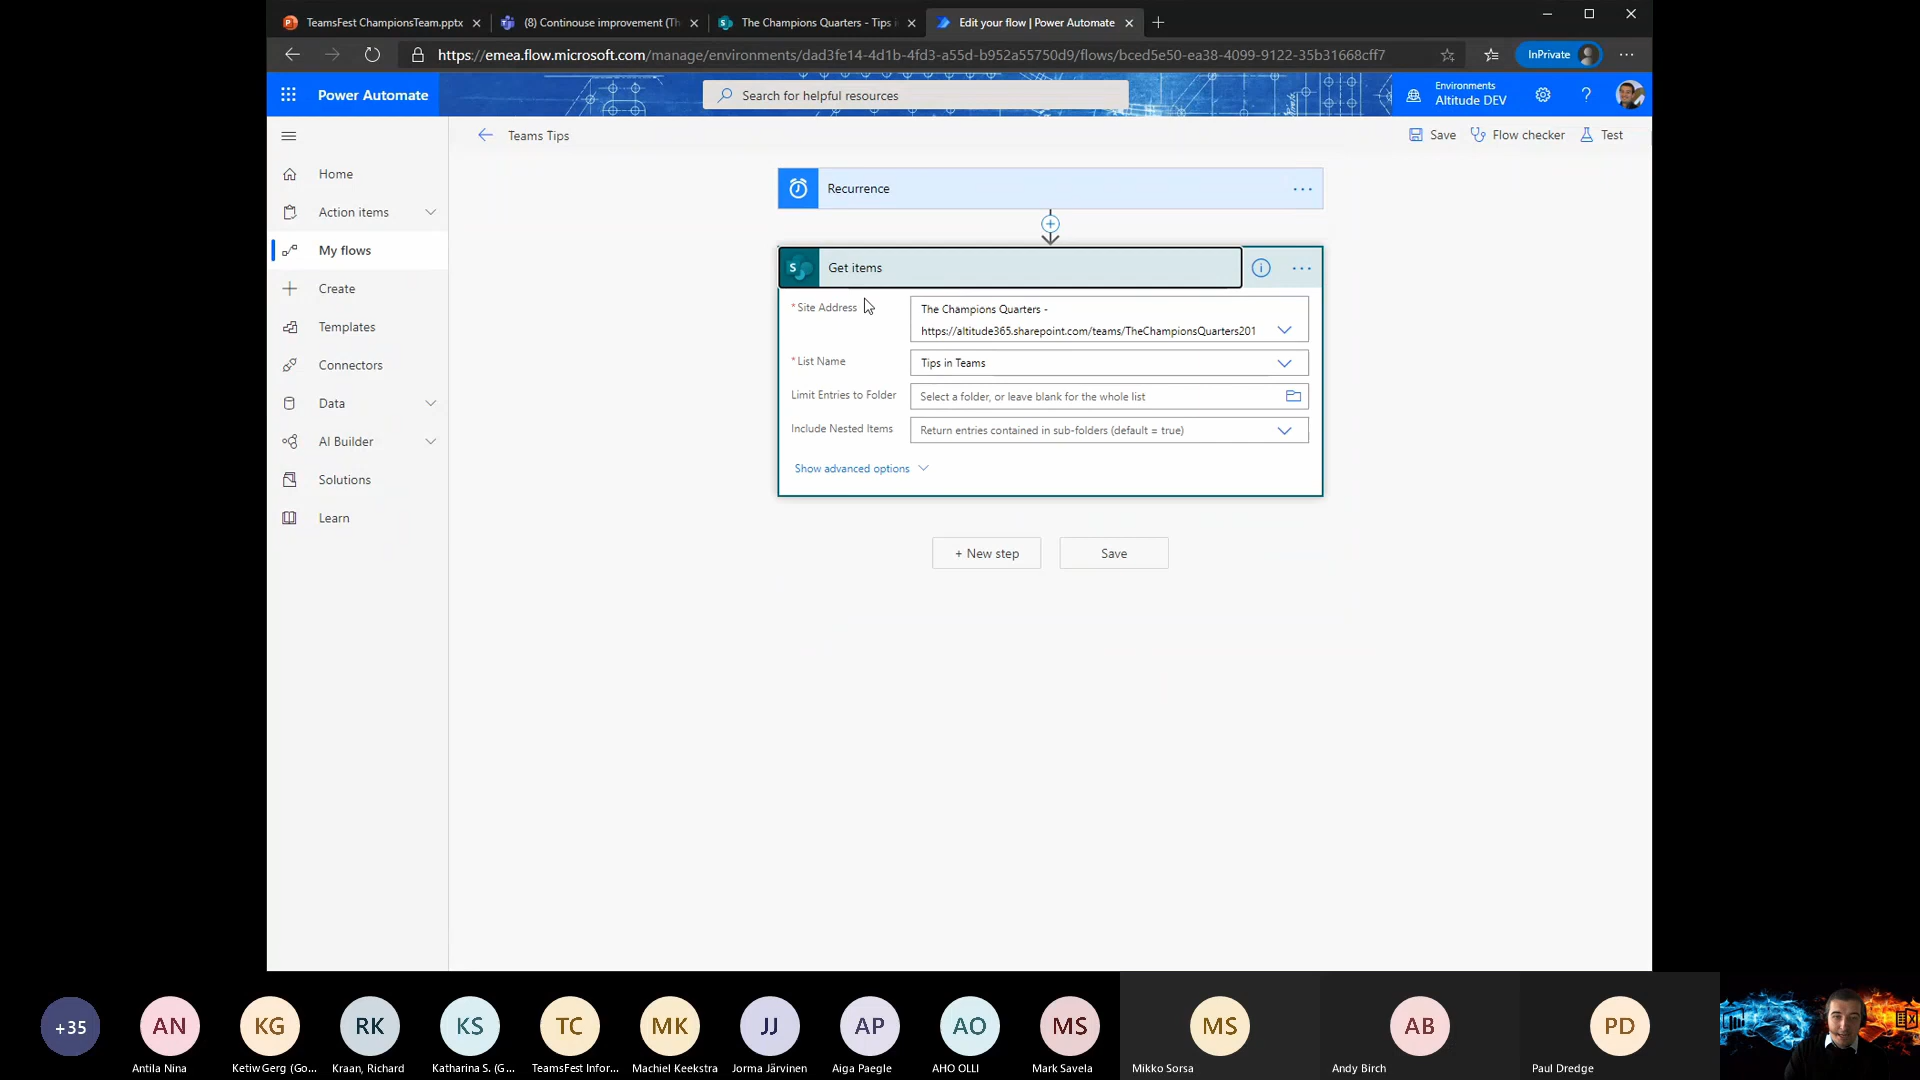 TeamsFest ChampionsTeam.pptx
(8) Continouse improvement (Th
The Champions Quarters - Tips i
Edit your flow | Power Automate
https://emea.flow.microsoft.com/manage/environments/dad3fe14-4d1b-4fd3-a55d-b952a55750d9/flows/bced5e50-ea38-4099-9122-35b31668cff7
InPrivate
Power Automate
Search for helpful resources
Environments
Altitude DEV
?
Teams Tips
Save
Flow checker
Test
Home
Action items
My flows
Create
Templates
Connectors
Data
AI Builder
Solutions
Learn
Recurrence
Get items
* Site Address
The Champions Quarters -
https://altitude365.sharepoint.com/teams/TheChampionsQuarters201
* List Name
Tips in Teams
Limit Entries to Folder
Select a folder, or leave blank for the whole list
Include Nested Items
Return entries contained in sub-folders (default = true)
Show advanced options
+ New step
Save
+35
AN
KG
RK
KS
TC
MK
JJ
AP
AO
MS
MS
AB
PD
Antila Nina
Ketiw Gerg (Go...
Kraan, Richard
Katharina S. (G...
TeamsFest Infor...
Machiel Keekstra
Jorma Järvinen
Aiga Paegle
AHO OLLI
Mark Savela
Mikko Sorsa
Andy Birch
Paul Dredge